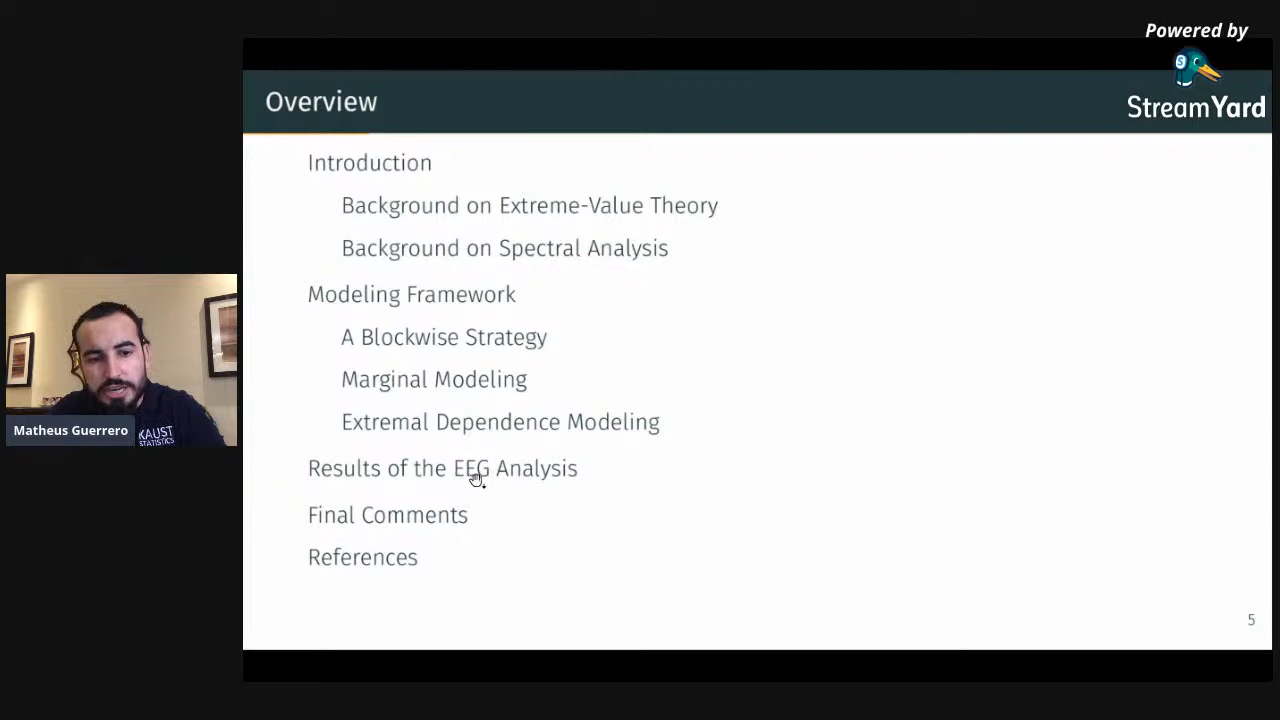 Powered by
StreamYard
Overview
Introduction
Background on Extreme-Value Theory
Background on Spectral Analysis
Modeling Framework
A Blockwise Strategy
Marginal Modeling
Extremal Dependence Modeling
Results of the EEG Analysis
Final Comments
References
5
Matheus Guerrero
KAUST
STATISTICS